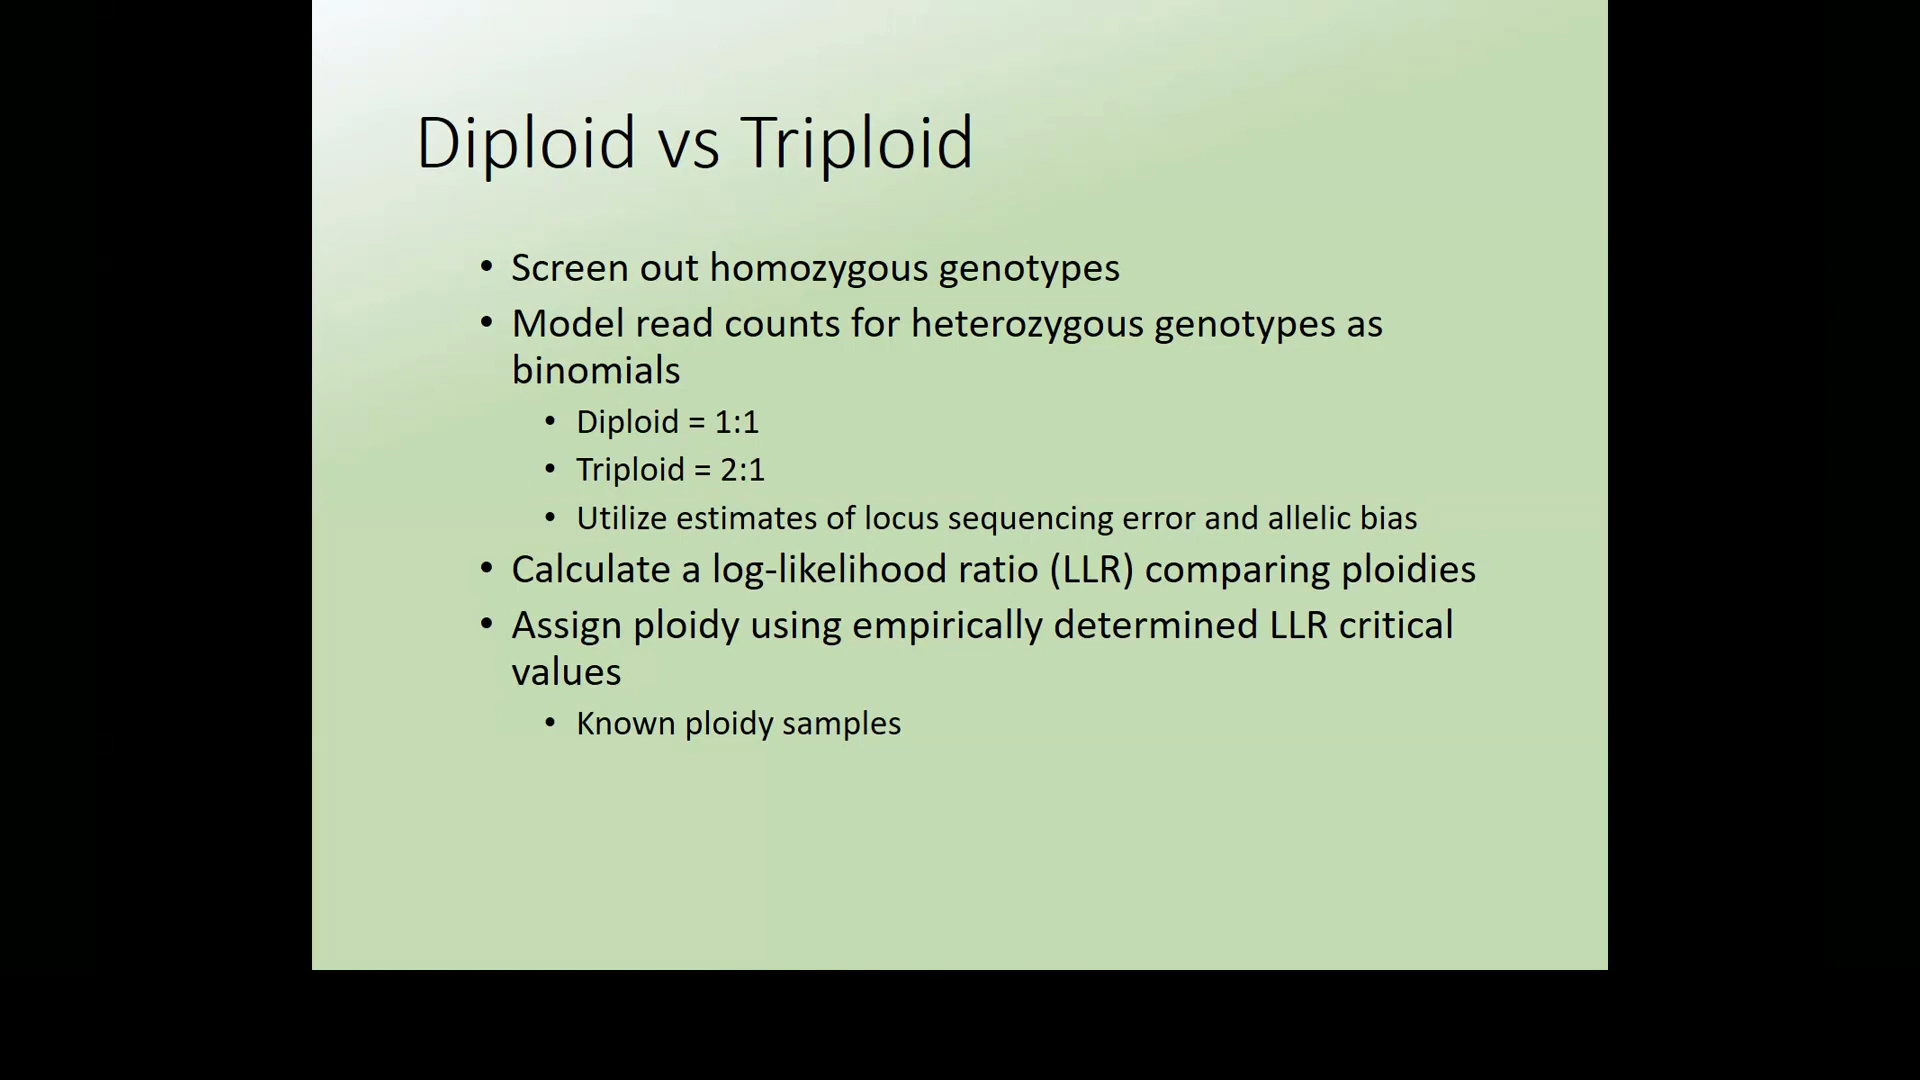 Diploid vs Triploid
• Screen out homozygous genotypes
• Model read counts for heterozygous genotypes as
binomials
• Diploid = 1:1
• Triploid = 2:1
• Utilize estimates of locus sequencing error and allelic bias
• Calculate a log-likelihood ratio (LLR) comparing ploidies
• Assign ploidy using empirically determined LLR critical
values
• Known ploidy samples